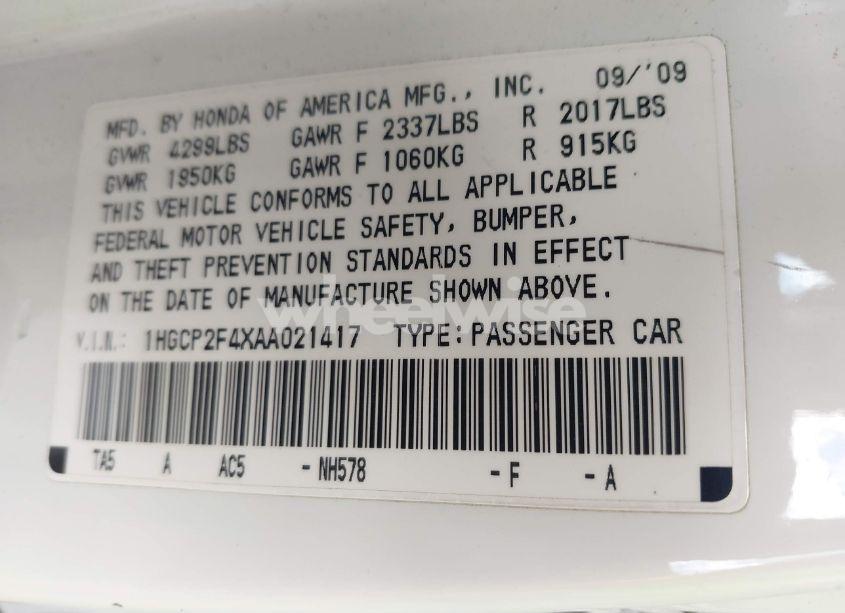 MFD. BY HONDA OF AMERICA MFG., INC. 09/'09
GVWR 4299LBS GAWR F 2337LBS R 2017LBS
GVWR 1950KG GAWR F 1060KG R 915KG
THIS VEHICLE CONFORMS TO ALL APPLICABLE
FEDERAL MOTOR VEHICLE SAFETY, BUMPER,
AND THEFT PREVENTION STANDARDS IN EFFECT
ON THE DATE OF MANUFACTURE SHOWN ABOVE.
wheelwise
V.I.N.: 1HGCP2F4XAA021417 TYPE: PASSENGER CAR
TA5 A AC5 -NH578 -F -A